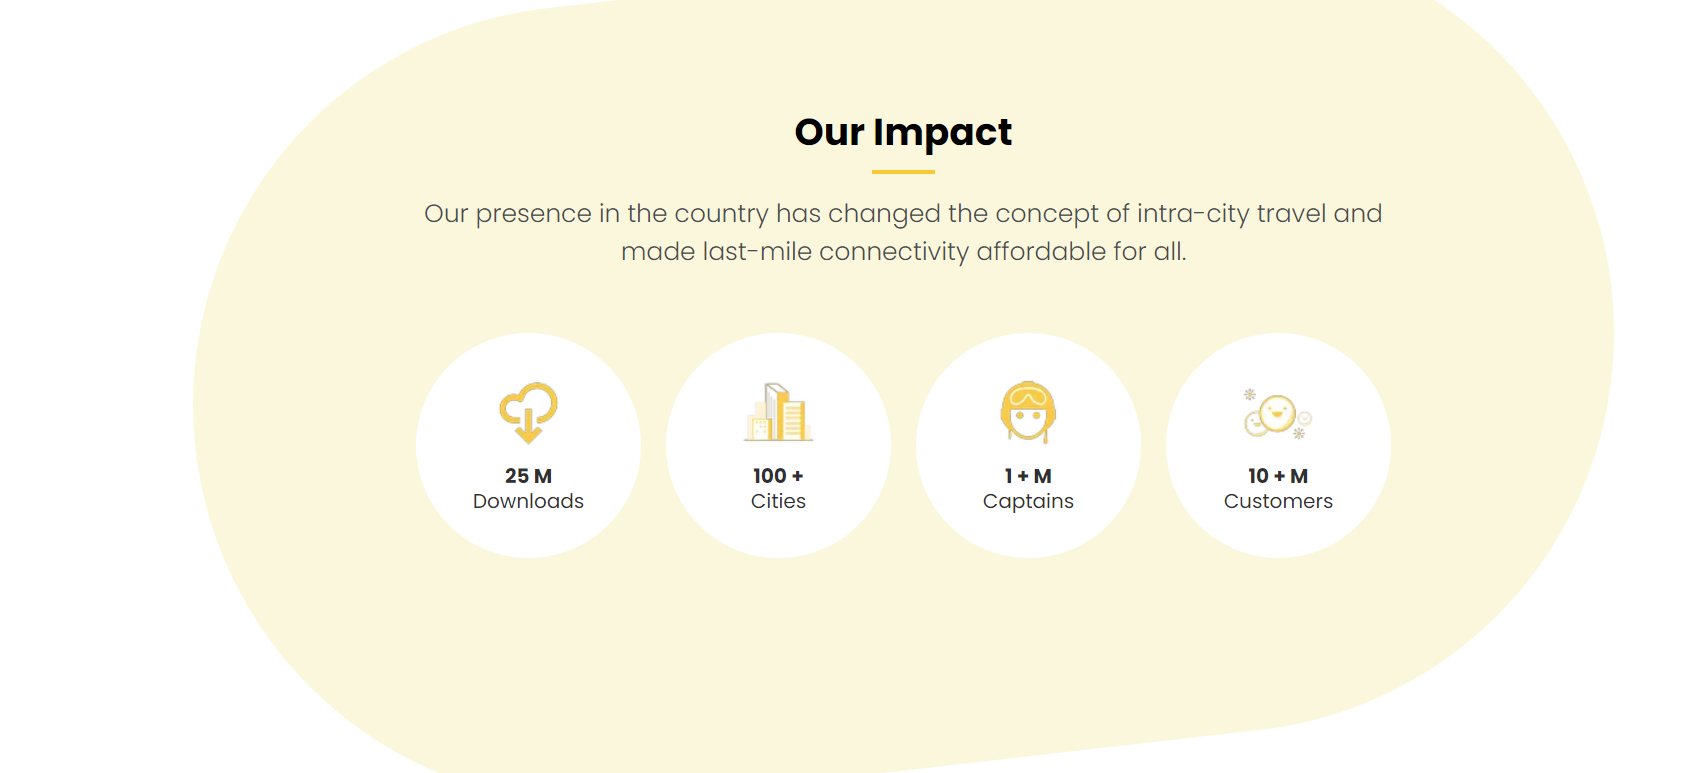 Our Impact
Our presence in the country has changed the concept of intra-city travel and
made last-mile connectivity affordable for all.
25 M
Downloads
100 +
Cities
1 + M
Captains
10 + M
Customers